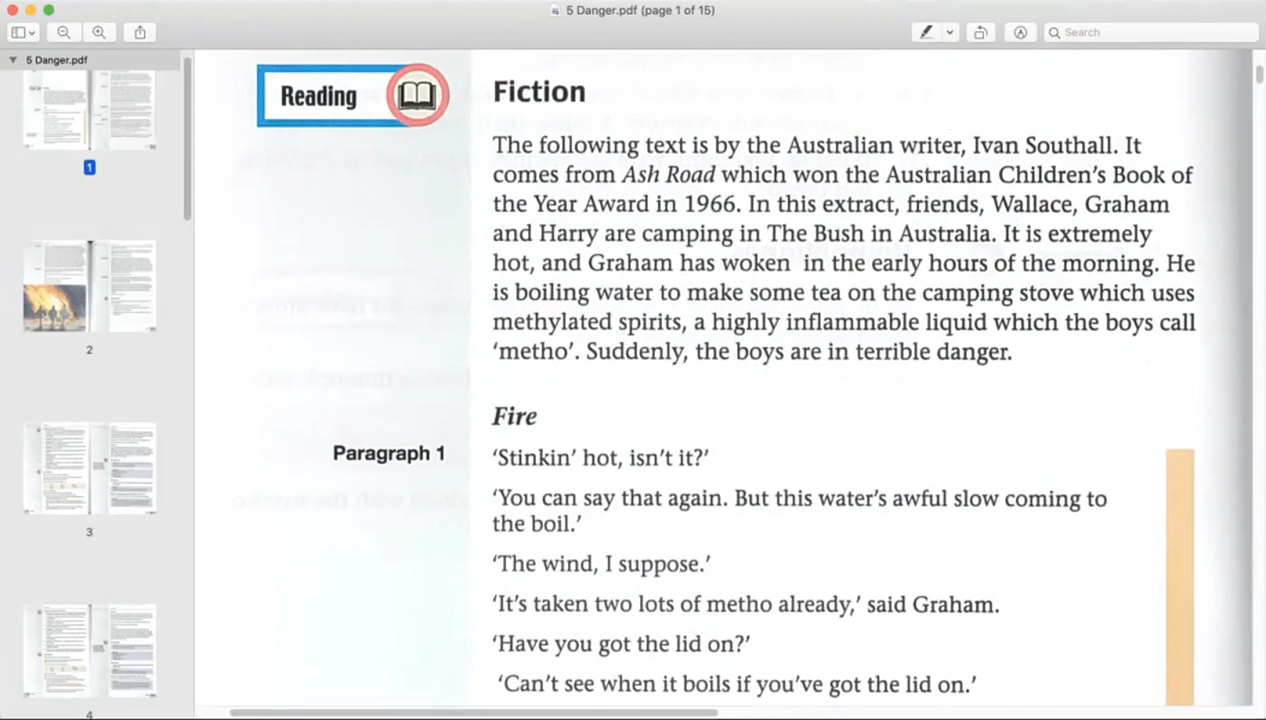 5 Danger.pdf (page 1 of 15)
Search
5 Danger.pdf
1
2
3
4
Reading
Fiction
The following text is by the Australian writer, Ivan Southall. It
comes from Ash Road which won the Australian Children's Book of
the Year Award in 1966. In this extract, friends, Wallace, Graham
and Harry are camping in The Bush in Australia. It is extremely
hot, and Graham has woken in the early hours of the morning. He
is boiling water to make some tea on the camping stove which uses
methylated spirits, a highly inflammable liquid which the boys call
'metho'. Suddenly, the boys are in terrible danger.
Fire
Paragraph 1
'Stinkin' hot, isn't it?'
'You can say that again. But this water's awful slow coming to
the boil.'
'The wind, I suppose.'
'It's taken two lots of metho already,' said Graham.
'Have you got the lid on?'
'Can't see when it boils if you've got the lid on.'